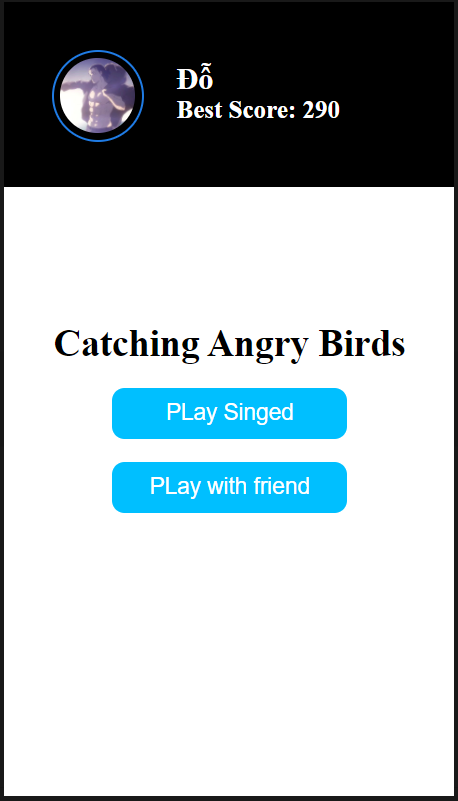 Đỗ
Best Score: 290
Catching Angry Birds
PLay Singed
PLay with friend